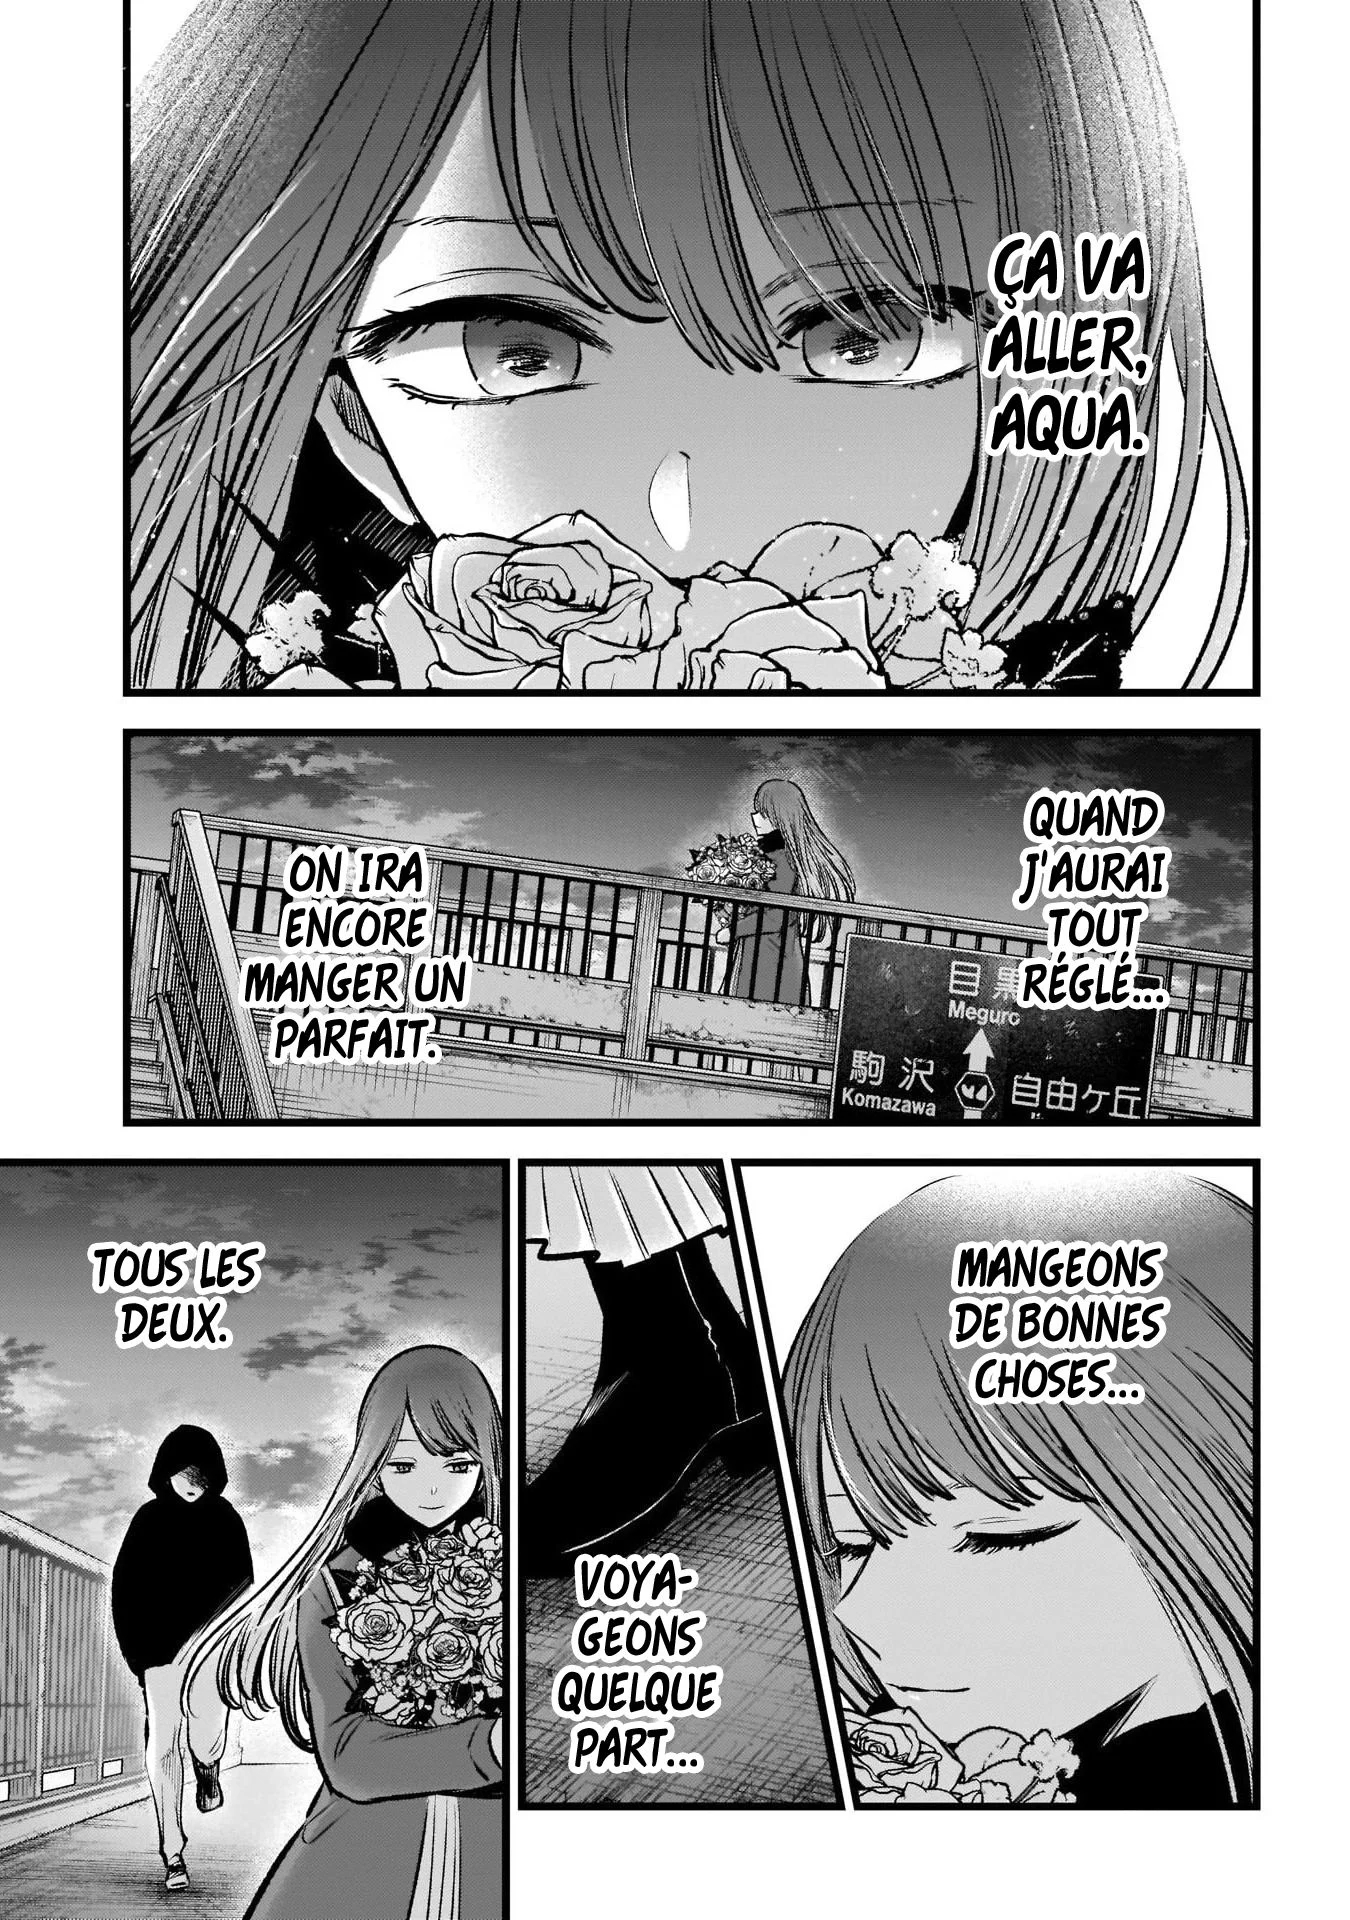 ÇA VA
ALLER,
AQUA.
QUAND
J'AURAI
TOUT
RÉGLÉ...
ON IRA
ENCORE
MANGER UN
PARFAIT.
目黒
Meguro
駒沢
Komazawa
自由ケ丘
MANGEONS
DE BONNES
CHOSES...
VOYA-
GEONS
QUELQUE
PART...
TOUS LES
DEUX.